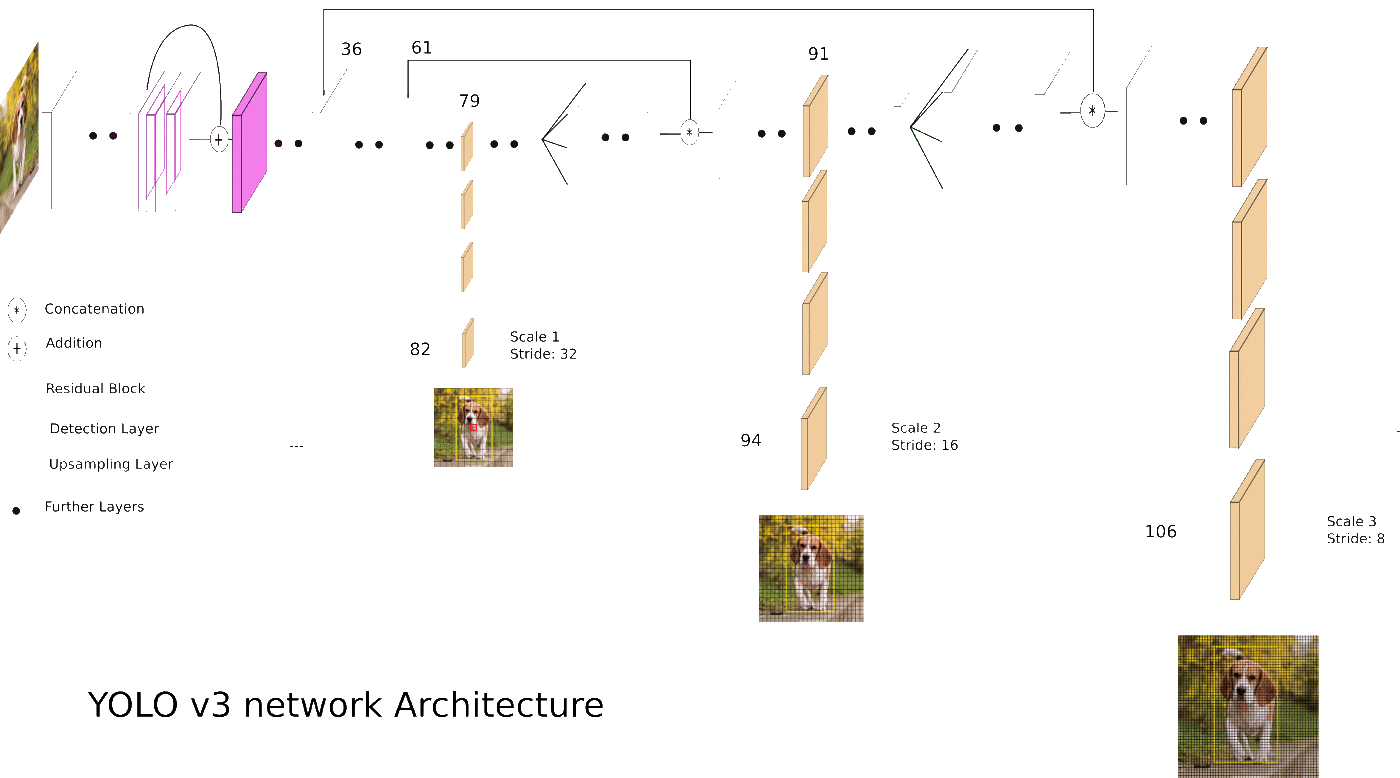 36
61
91
79
*
+
*
* Concatenation
+ Addition
82
Scale 1
Stride: 32
Residual Block
Detection Layer
Upsampling Layer
94
Scale 2
Stride: 16
Further Layers
106
Scale 3
Stride: 8
YOLO v3 network Architecture